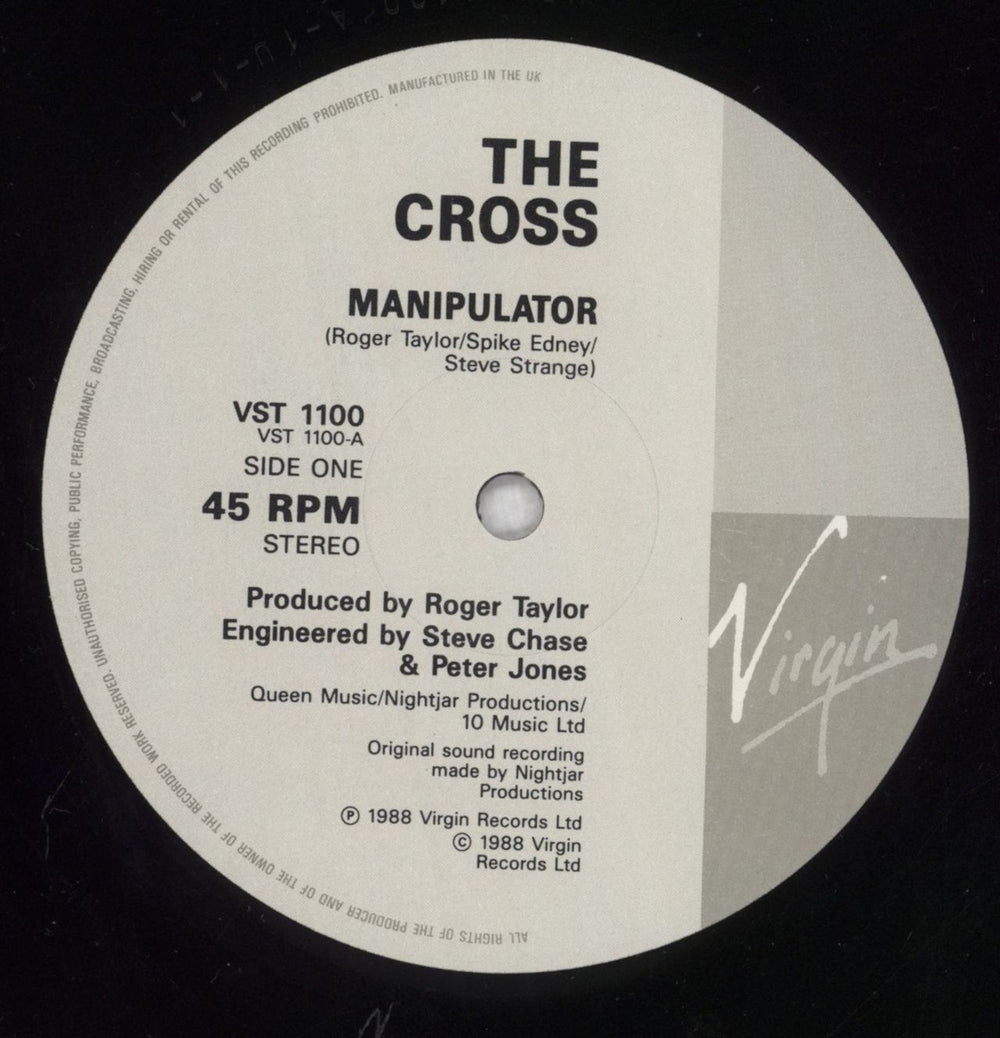 THE
CROSS
MANIPULATOR
(Roger Taylor/Spike Edney/
Steve Strange)
VST 1100
VST 1100-A
SIDE ONE
45 RPM
STEREO
Produced by Roger Taylor
Engineered by Steve Chase
& Peter Jones
Queen Music/Nightjar Productions/
10 Music Ltd
Original sound recording
made by Nightjar
Productions
Ⓟ 1988 Virgin Records Ltd
© 1988 Virgin
Records Ltd
Virgin
ALL RIGHTS OF THE PRODUCER AND OF THE OWNER OF THE RECORDED WORK RESERVED. UNAUTHORISED COPYING, PUBLIC PERFORMANCE, BROADCASTING, HIRING OR RENTAL OF THIS RECORDING PROHIBITED. MANUFACTURED IN THE UK